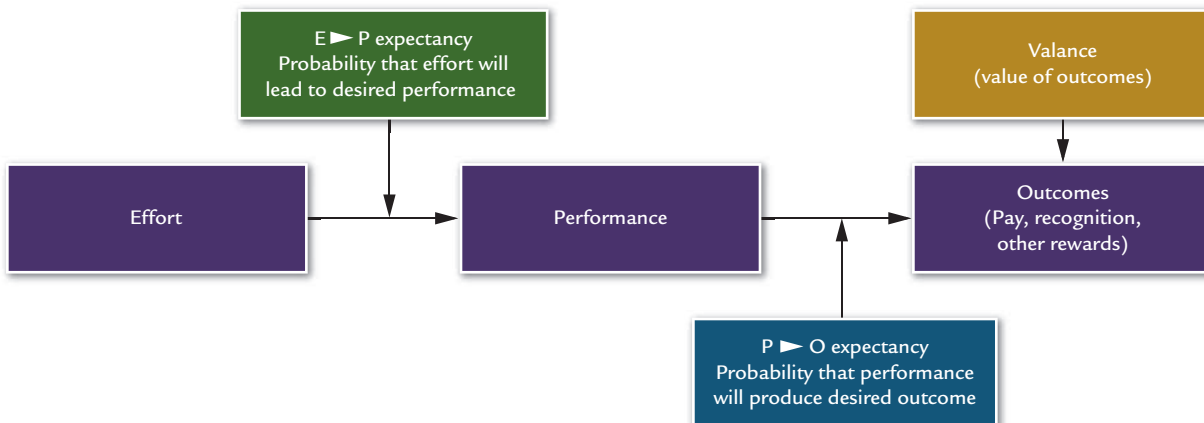 E ► P expectancy
Probability that effort will
lead to desired performance
Valance
(value of outcomes)
Effort
Performance
Outcomes
(Pay, recognition,
other rewards)
P ► O expectancy
Probability that performance
will produce desired outcome